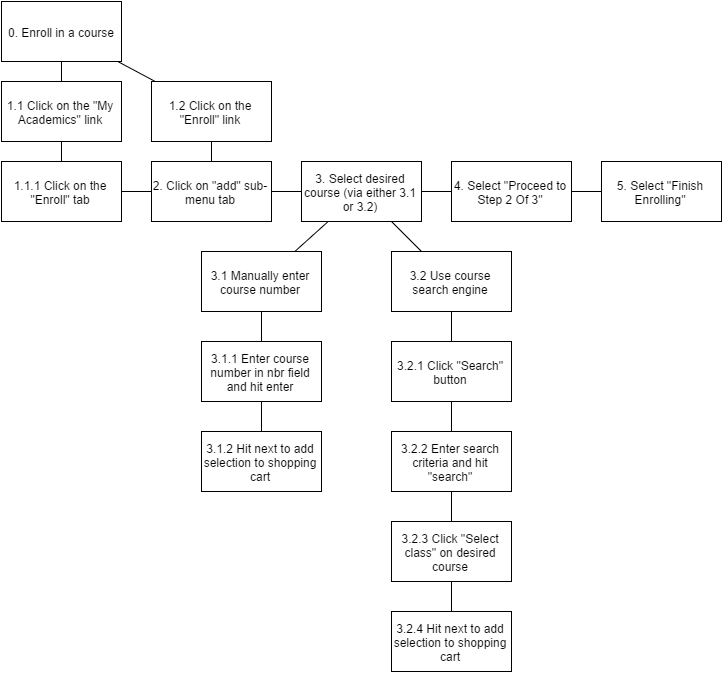 0. Enroll in a course
1.1 Click on the "My
Academics" link
1.2 Click on the
"Enroll" link
1.1.1 Click on the
"Enroll" tab
2. Click on "add" sub-
menu tab
3. Select desired
course (via either 3.1
or 3.2)
4. Select "Proceed to
Step 2 Of 3"
5. Select "Finish
Enrolling"
3.1 Manually enter
course number
3.2 Use course
search engine
3.1.1 Enter course
number in nbr field
and hit enter
3.2.1 Click "Search"
button
3.1.2 Hit next to add
selection to shopping
cart
3.2.2 Enter search
criteria and hit
"search"
3.2.3 Click "Select
class" on desired
course
3.2.4 Hit next to add
selection to shopping
cart